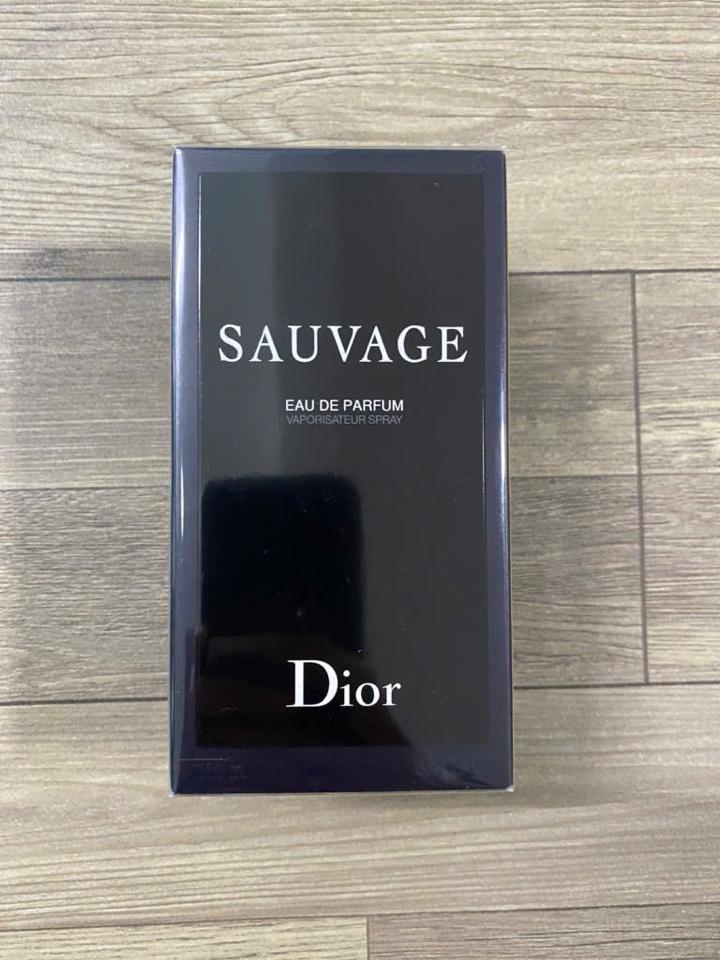 SAUVAGE
EAU DE PARFUM
VAPORISATEUR SPRAY
Dior